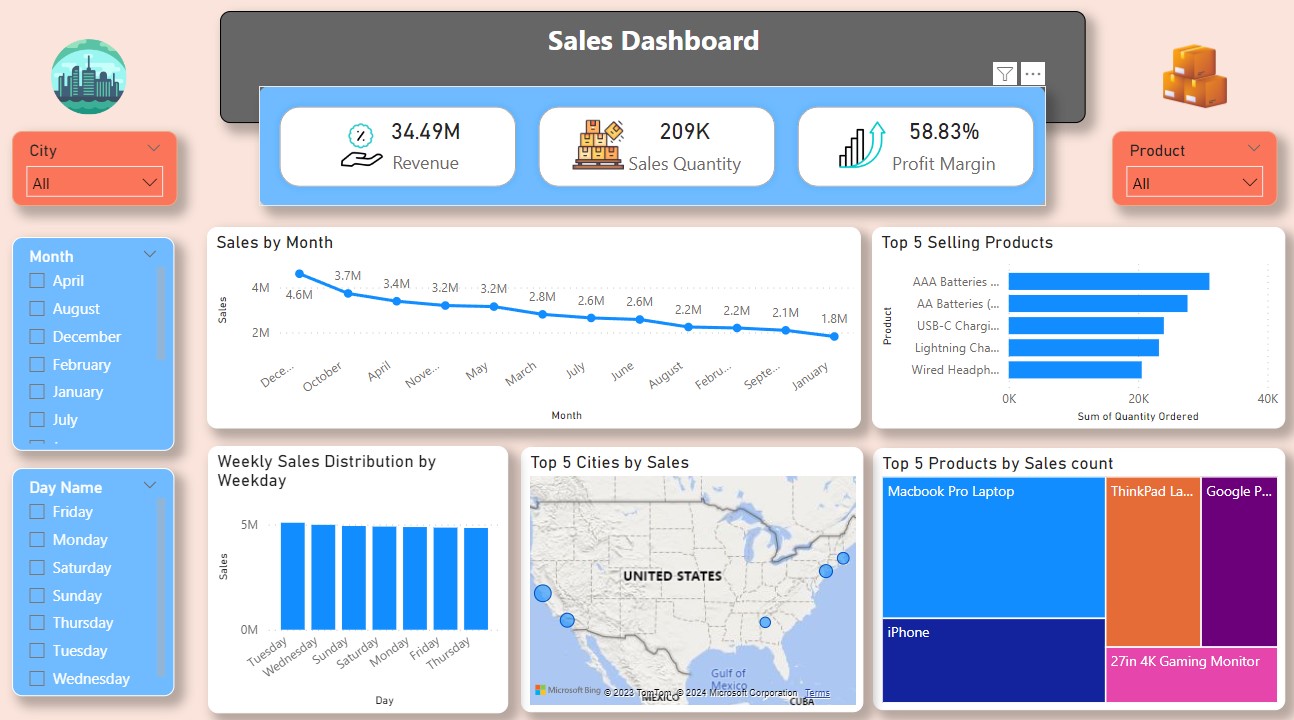 Sales Dashboard
34.49M
Revenue
209K
Sales Quantity
58.83%
Profit Margin
City
All
Product
All
Month
April
August
December
February
January
July
Day Name
Friday
Monday
Saturday
Sunday
Thursday
Tuesday
Wednesday
Sales by Month
Sales
4M
2M
4.6M
3.7M
3.4M
3.2M
3.2M
2.8M
2.6M
2.6M
2.2M
2.2M
2.1M
1.8M
Dece...
October
April
Nove...
May
March
July
June
August
Febru...
Septe...
January
Month
Top 5 Selling Products
Product
AAA Batteries ...
AA Batteries (...
USB-C Chargi...
Lightning Cha...
Wired Headph...
0K
20K
40K
Sum of Quantity Ordered
Weekly Sales Distribution by
Weekday
Sales
5M
0M
Tuesday
Wednesday
Sunday
Saturday
Monday
Friday
Thursday
Day
Top 5 Cities by Sales
UNITED STATES
Gulf of
Mexico
MEXICO
CUBA
Microsoft Bing
© 2023 TomTom, © 2024 Microsoft Corporation Terms
Top 5 Products by Sales count
Macbook Pro Laptop
iPhone
ThinkPad La...
Google P...
27in 4K Gaming Monitor